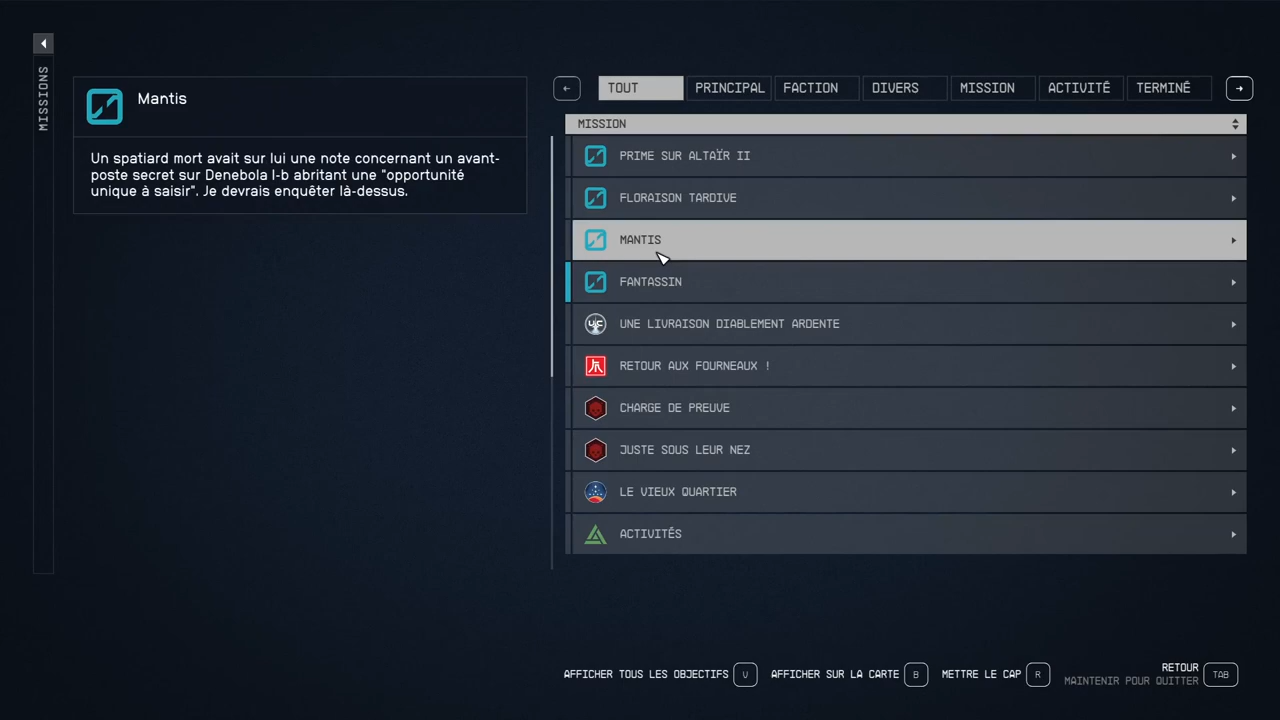 MISSIONS
Mantis
Un spatiard mort avait sur lui une note concernant un avant-
poste secret sur Denebola I-b abritant une "opportunité
unique à saisir". Je devrais enquêter là-dessus.
TOUT PRINCIPAL FACTION DIVERS MISSION ACTIVITÉ TERMINÉ
MISSION
PRIME SUR ALTAÏR II
FLORAISON TARDIVE
MANTIS
FANTASSIN
UC
UNE LIVRAISON DIABLEMENT ARDENTE
RETOUR AUX FOURNEAUX !
CHARGE DE PREUVE
JUSTE SOUS LEUR NEZ
LE VIEUX QUARTIER
ACTIVITÉS
AFFICHER TOUS LES OBJECTIFS V AFFICHER SUR LA CARTE B METTRE LE CAP R RETOUR TAB
MAINTENIR POUR QUITTER